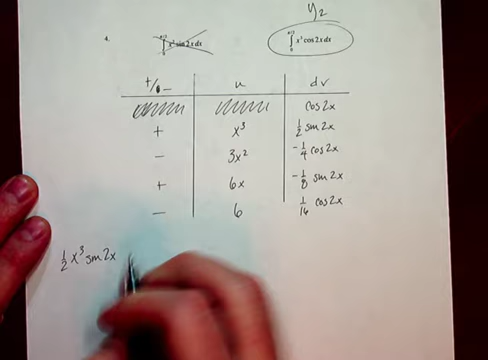 y₂
4.
∫₀ x³ cos 2x dx
+/- u dv
cos 2x
+ x³ ½ sin 2x
- 3x² -¼ cos 2x
+ 6x -⅛ sin 2x
- 6 1/16 cos 2x
½ x³ sin 2x